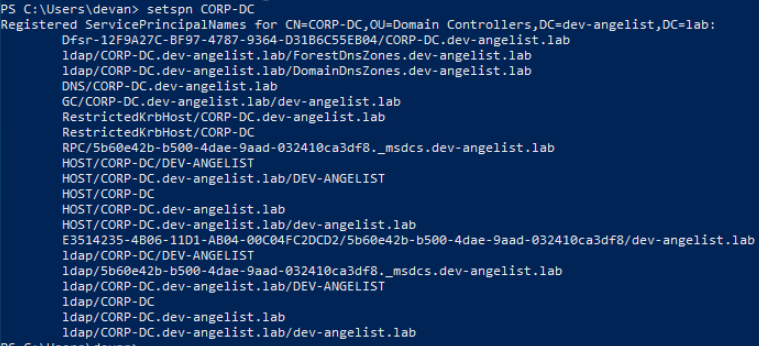 PS C:\Users\devan> setspn CORP-DC
Registered ServicePrincipalNames for CN=CORP-DC,OU=Domain Controllers,DC=dev-angelist,DC=lab:
Dfsr-12F9A27C-BF97-4787-9364-D31B6C55EB04/CORP-DC.dev-angelist.lab
ldap/CORP-DC.dev-angelist.lab/ForestDnsZones.dev-angelist.lab
ldap/CORP-DC.dev-angelist.lab/DomainDnsZones.dev-angelist.lab
DNS/CORP-DC.dev-angelist.lab
GC/CORP-DC.dev-angelist.lab/dev-angelist.lab
RestrictedKrbHost/CORP-DC.dev-angelist.lab
RestrictedKrbHost/CORP-DC
RPC/5b60e42b-b500-4dae-9aad-032410ca3df8._msdcs.dev-angelist.lab
HOST/CORP-DC/DEV-ANGELIST
HOST/CORP-DC.dev-angelist.lab/DEV-ANGELIST
HOST/CORP-DC
HOST/CORP-DC.dev-angelist.lab
HOST/CORP-DC.dev-angelist.lab/dev-angelist.lab
E3514235-4B06-11D1-AB04-00C04FC2DCD2/5b60e42b-b500-4dae-9aad-032410ca3df8/dev-angelist.lab
ldap/CORP-DC/DEV-ANGELIST
ldap/5b60e42b-b500-4dae-9aad-032410ca3df8._msdcs.dev-angelist.lab
ldap/CORP-DC.dev-angelist.lab/DEV-ANGELIST
ldap/CORP-DC
ldap/CORP-DC.dev-angelist.lab
ldap/CORP-DC.dev-angelist.lab/dev-angelist.lab
PS C:\Users\devan>